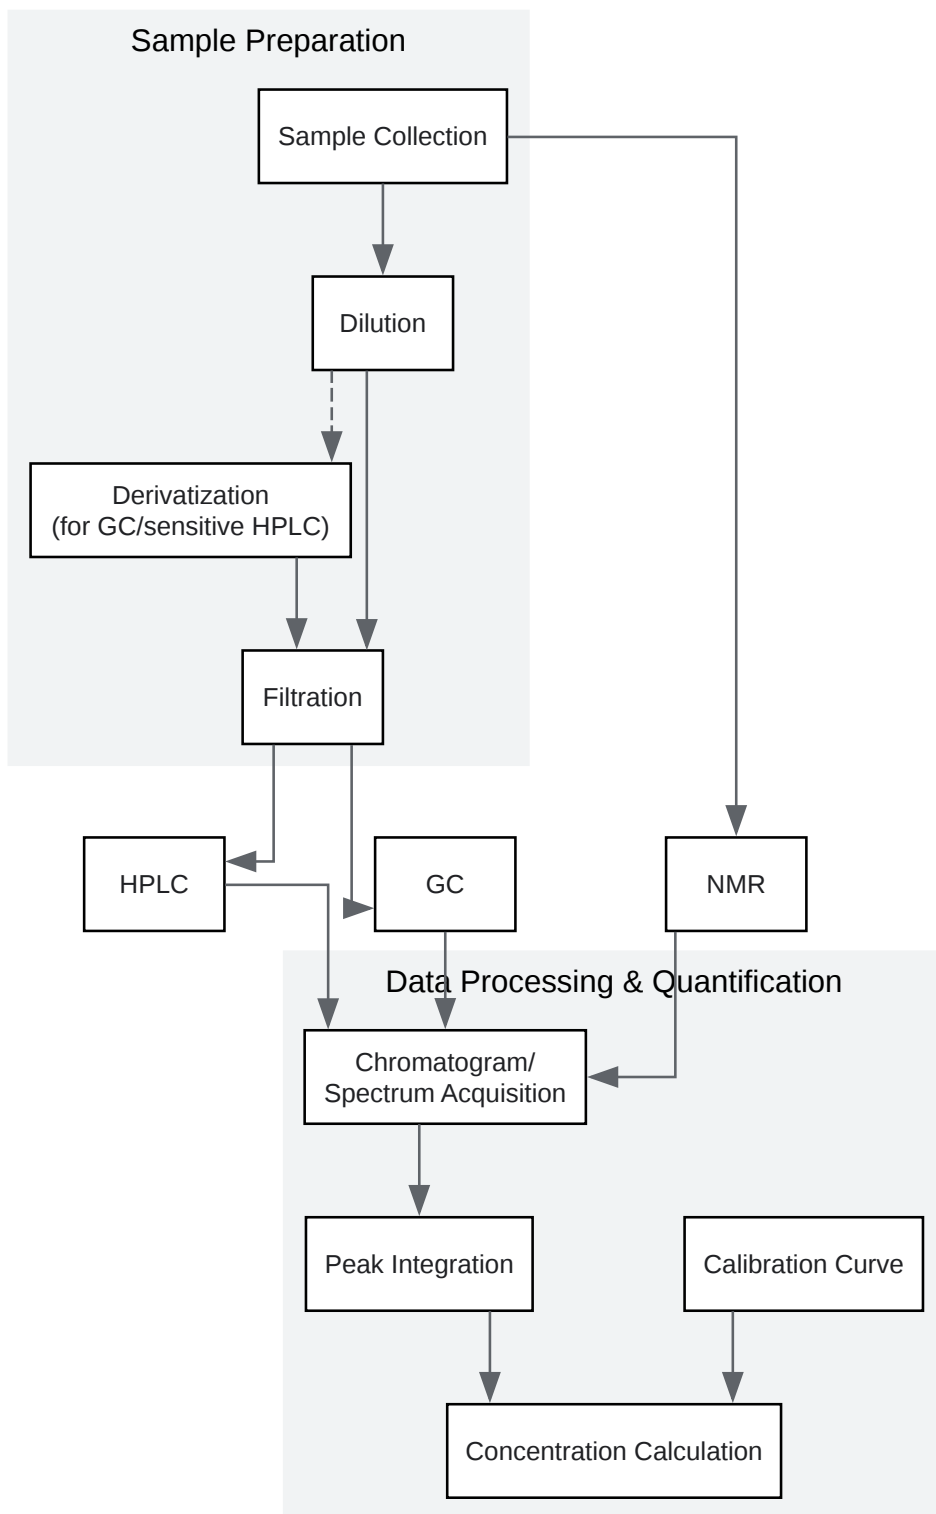 Sample Preparation
Sample Collection
Dilution
Derivatization
(for GC/sensitive HPLC)
Filtration
HPLC
GC
NMR
Data Processing & Quantification
Chromatogram/
Spectrum Acquisition
Peak Integration
Calibration Curve
Concentration Calculation